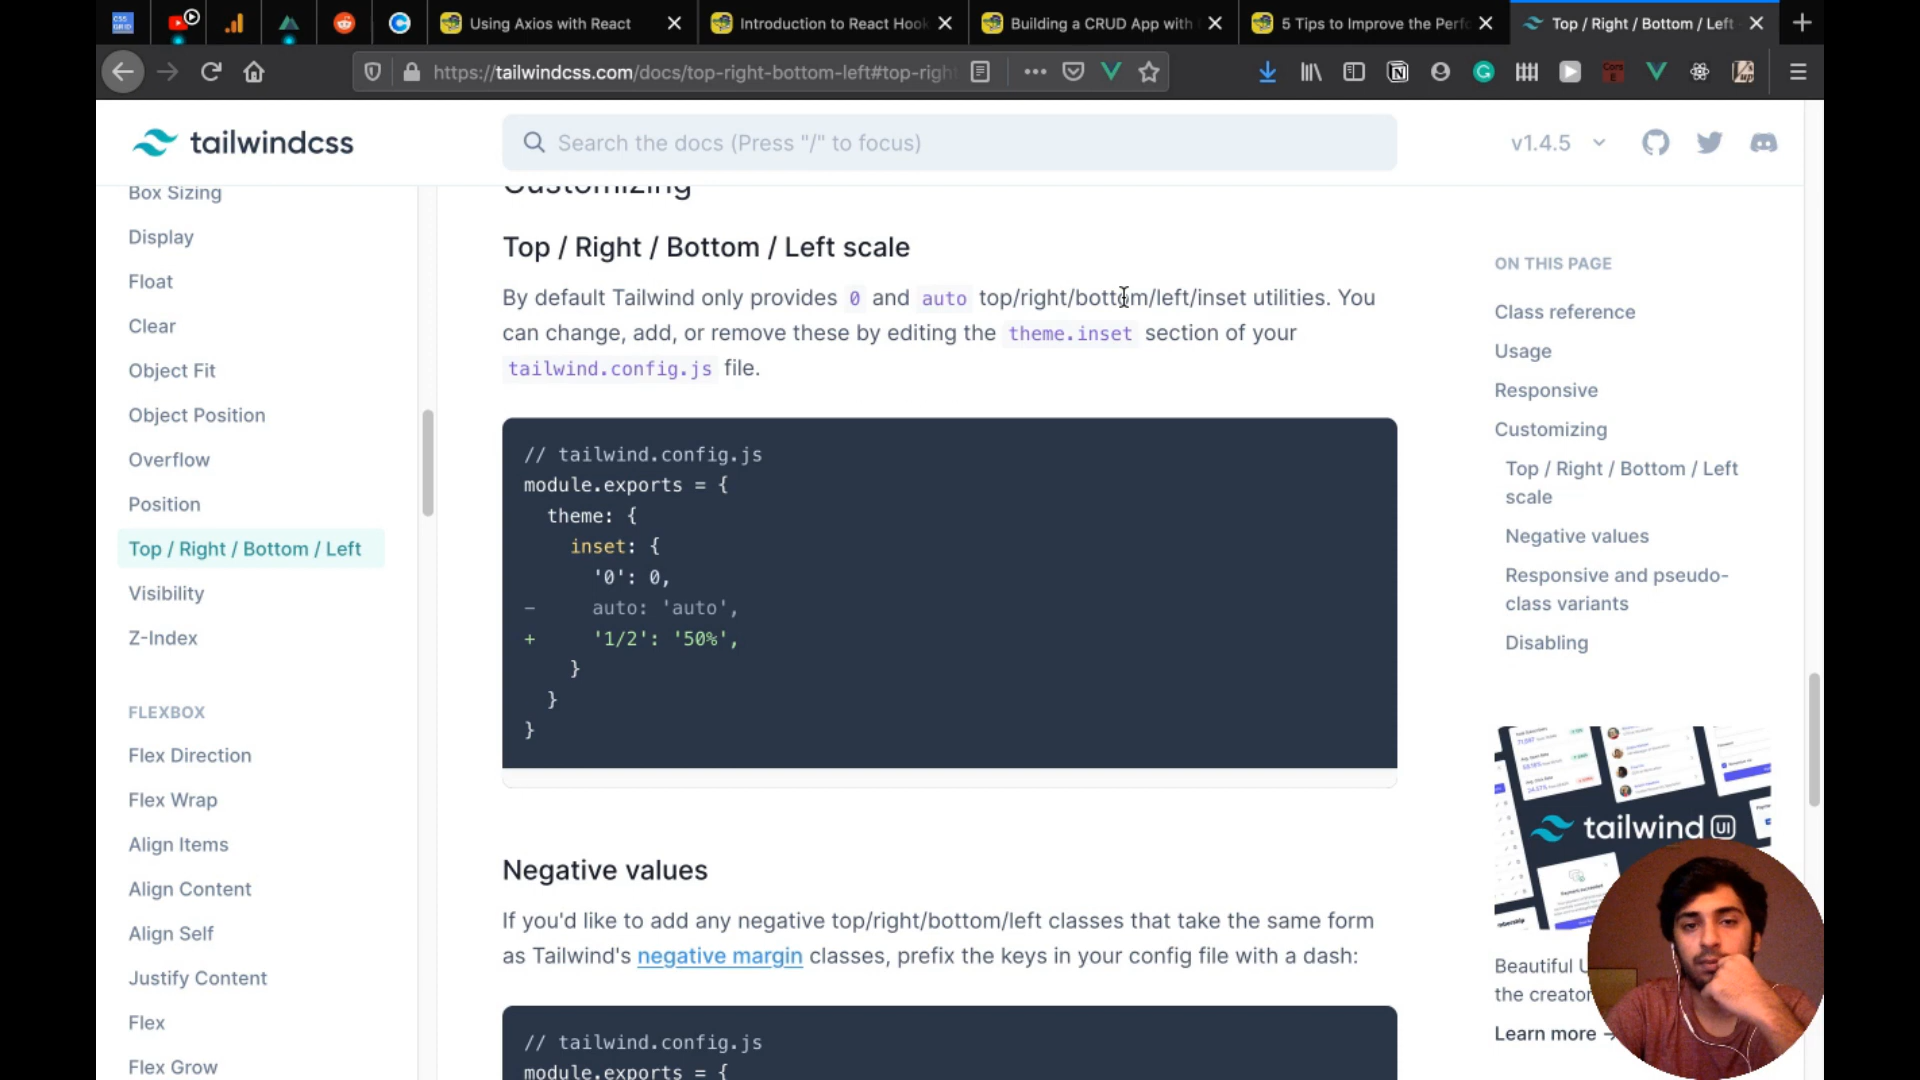 CSS
GRID
Using Axios with React
Introduction to React Hook
Building a CRUD App with
5 Tips to Improve the Perfo
Top / Right / Bottom / Left
https://tailwindcss.com/docs/top-right-bottom-left#top-righ
tailwindcss
Search the docs (Press "/" to focus)
v1.4.5
Box Sizing
Display
Float
Clear
Object Fit
Object Position
Overflow
Position
Top / Right / Bottom / Left
Visibility
Z-Index
FLEXBOX
Flex Direction
Flex Wrap
Align Items
Align Content
Align Self
Justify Content
Flex
Flex Grow
Customizing
Top / Right / Bottom / Left scale
By default Tailwind only provides 0 and auto top/right/bottom/left/inset utilities. You
can change, add, or remove these by editing the theme.inset section of your
tailwind.config.js file.
// tailwind.config.js
module.exports = {
theme: {
inset: {
'0': 0,
- auto: 'auto',
+ '1/2': '50%',
}
}
}
Negative values
If you'd like to add any negative top/right/bottom/left classes that take the same form
as Tailwind's negative margin classes, prefix the keys in your config file with a dash:
// tailwind.config.js
module.exports = {
ON THIS PAGE
Class reference
Usage
Responsive
Customizing
Top / Right / Bottom / Left
scale
Negative values
Responsive and pseudo-
class variants
Disabling
tailwind UI
Beautiful U
the creator
Learn more →